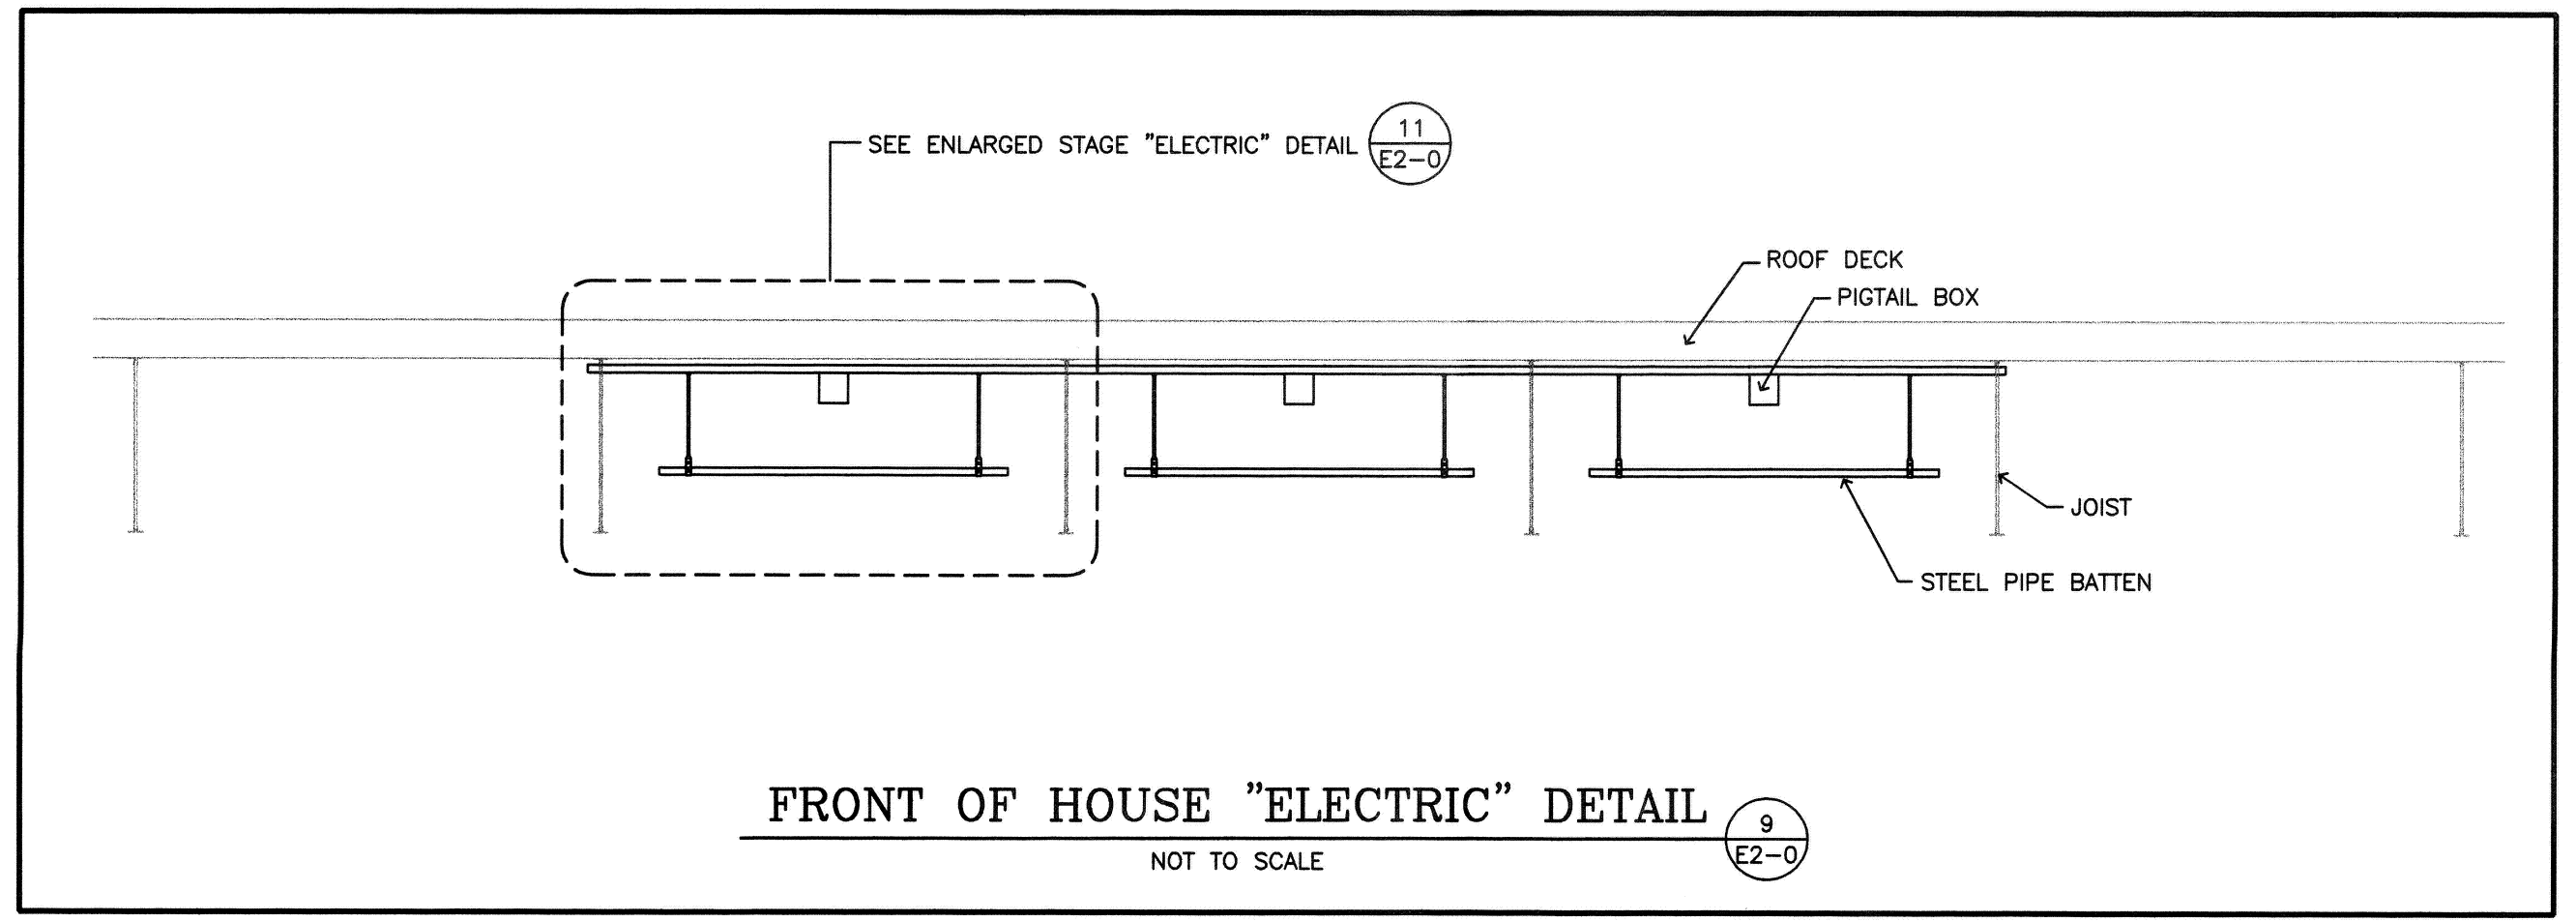 SEE ENLARGED STAGE "ELECTRIC" DETAIL
11
E2-0
ROOF DECK
PIGTAIL BOX
JOIST
STEEL PIPE BATTEN
FRONT OF HOUSE "ELECTRIC" DETAIL
9
E2-0
NOT TO SCALE